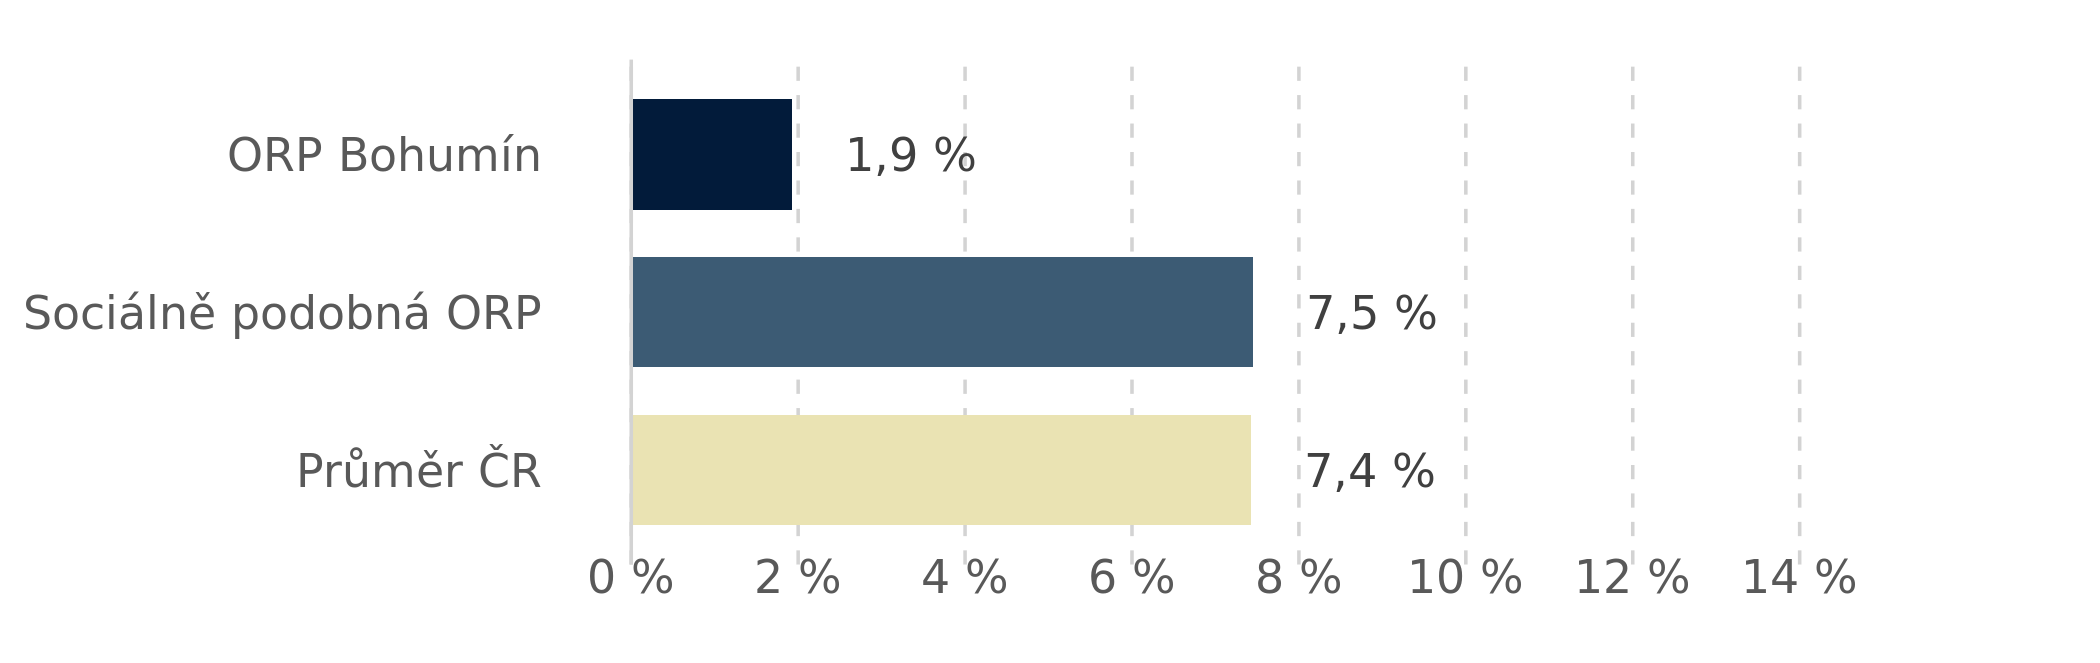 ORP Bohumín 1,9 %
Sociálně podobná ORP 7,5 %
Průměr ČR 7,4 %
0 % 2 % 4 % 6 % 8 % 10 % 12 % 14 %